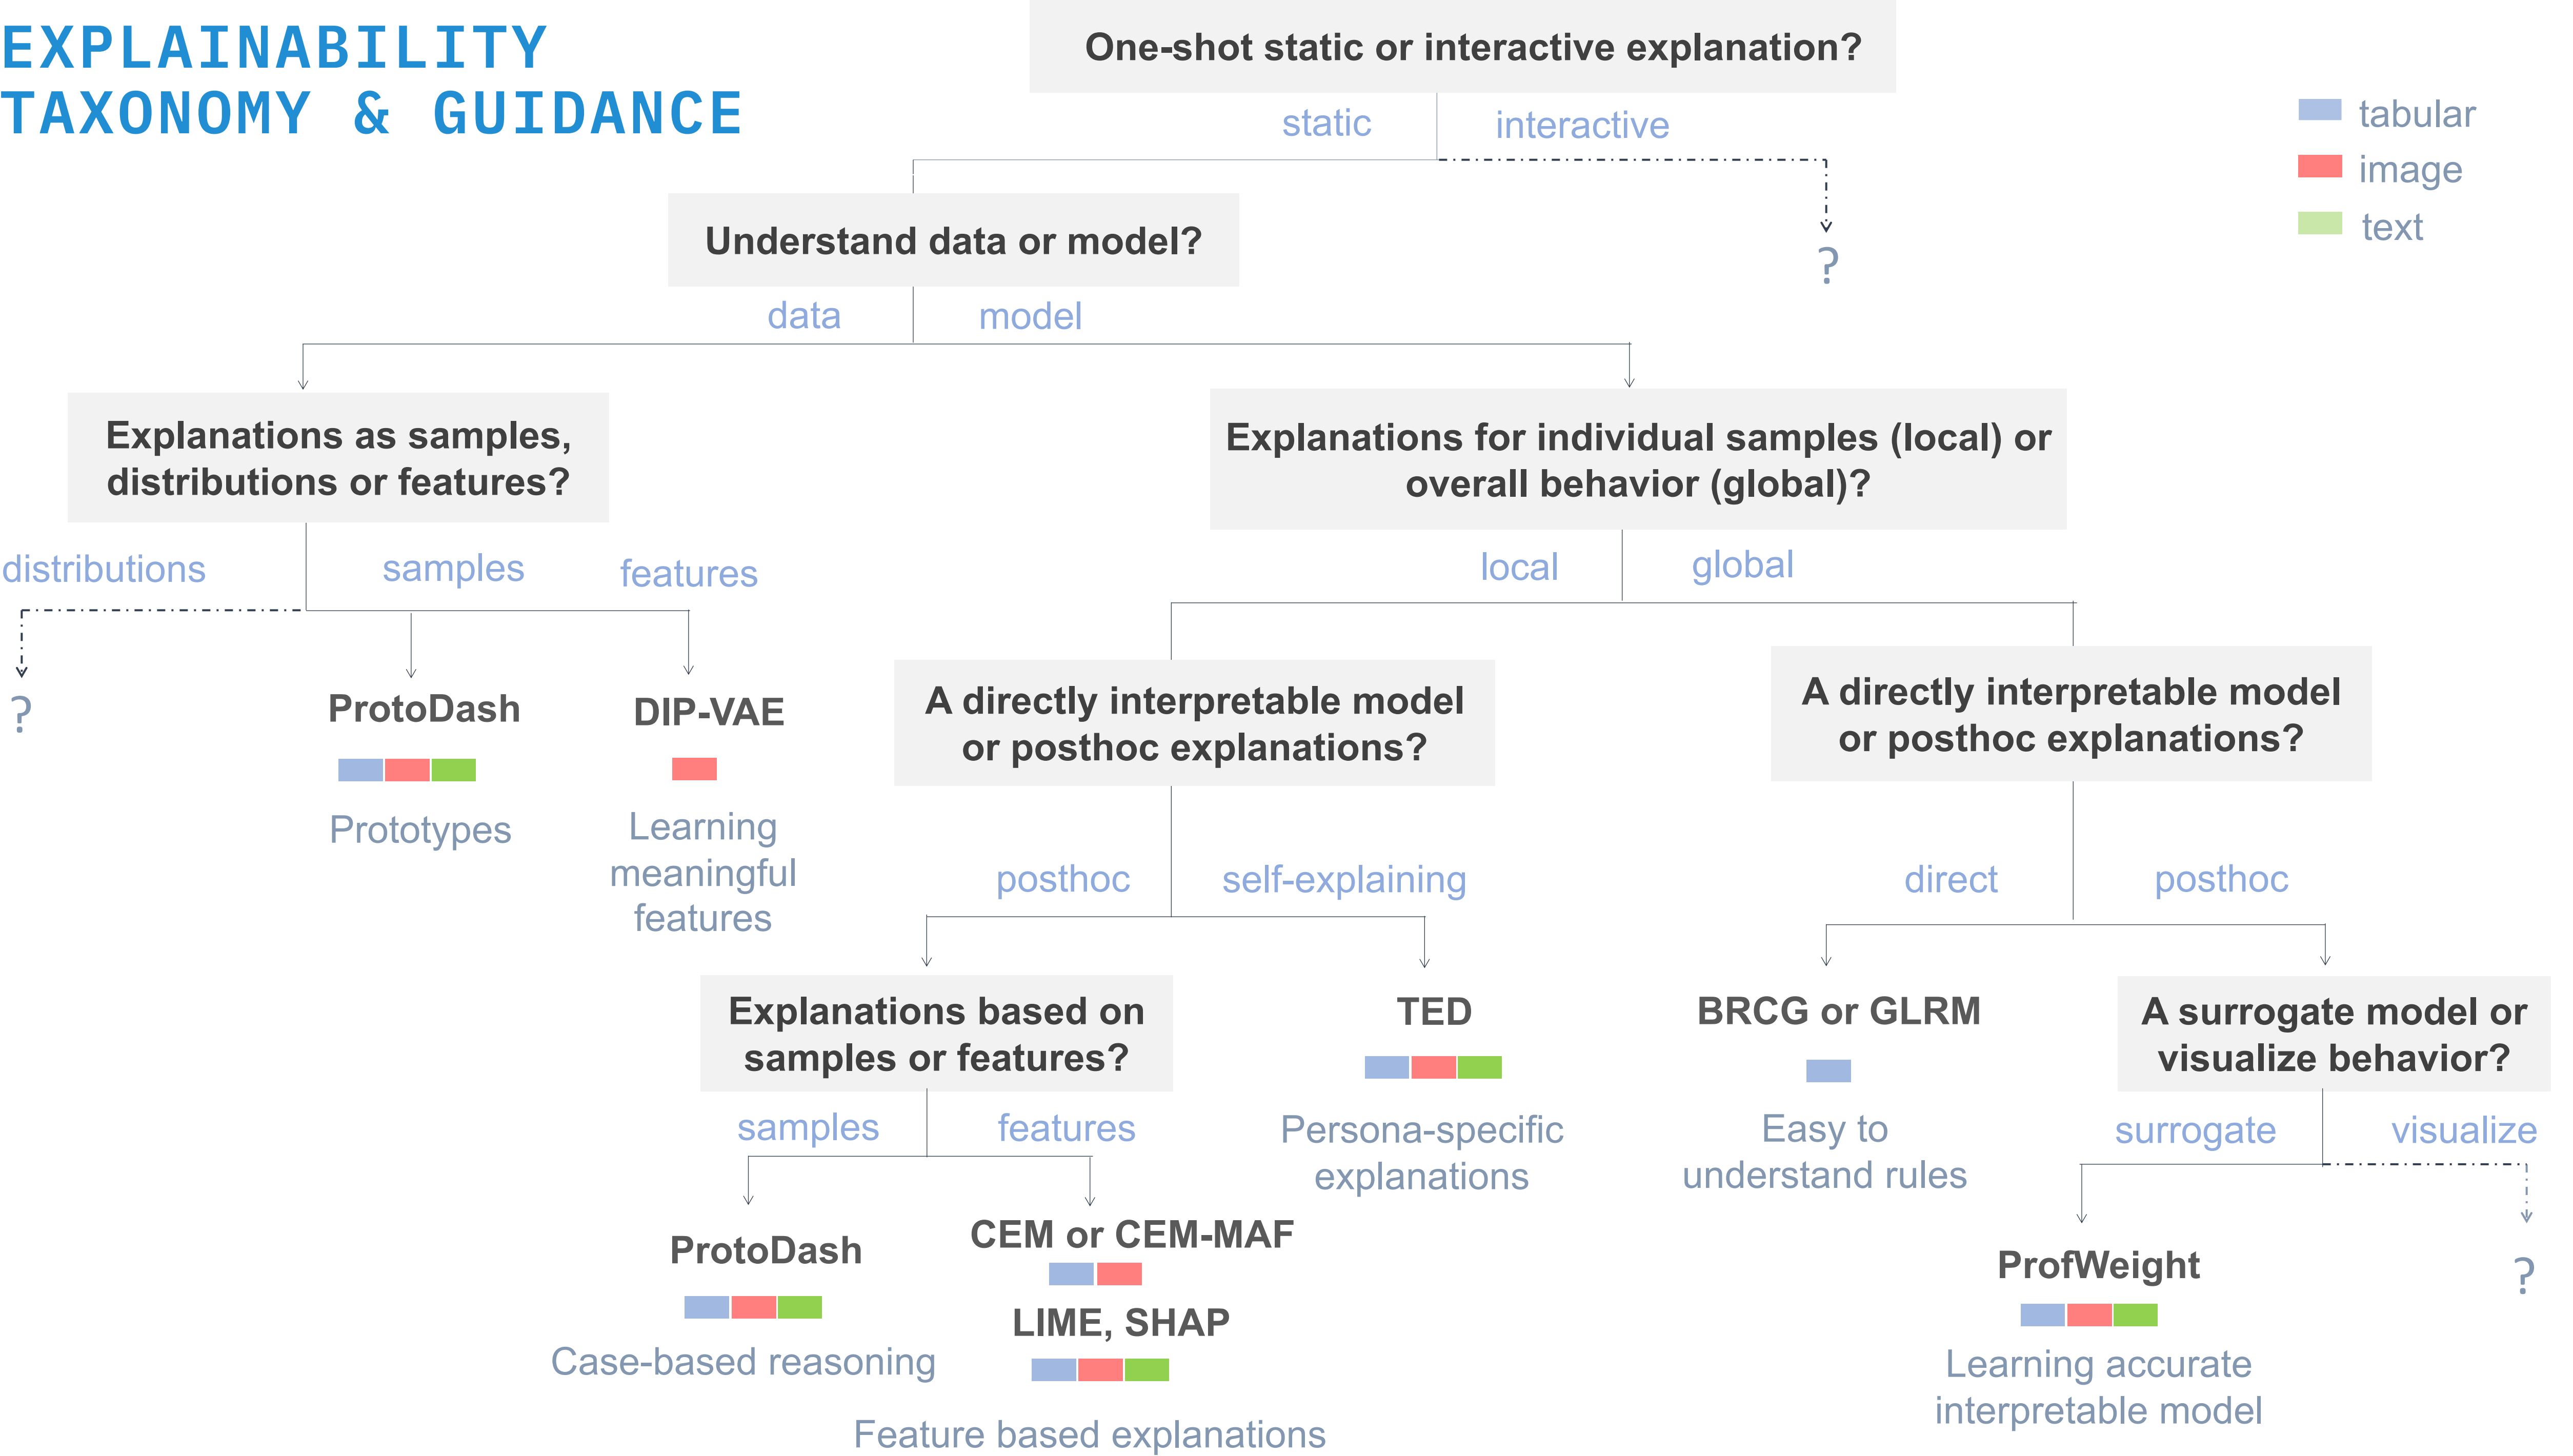 EXPLAINABILITY
TAXONOMY & GUIDANCE
One-shot static or interactive explanation?
static
interactive
tabular
image
text
Understand data or model?
?
data
model
Explanations as samples,
distributions or features?
Explanations for individual samples (local) or
overall behavior (global)?
distributions
samples
features
local
global
?
ProtoDash
Prototypes
DIP-VAE
Learning
meaningful
features
A directly interpretable model
or posthoc explanations?
A directly interpretable model
or posthoc explanations?
posthoc
self-explaining
direct
posthoc
Explanations based on
samples or features?
TED
Persona-specific
explanations
BRCG or GLRM
Easy to
understand rules
A surrogate model or
visualize behavior?
samples
features
surrogate
visualize
ProtoDash
Case-based reasoning
CEM or CEM-MAF
LIME, SHAP
Feature based explanations
ProfWeight
Learning accurate
interpretable model
?